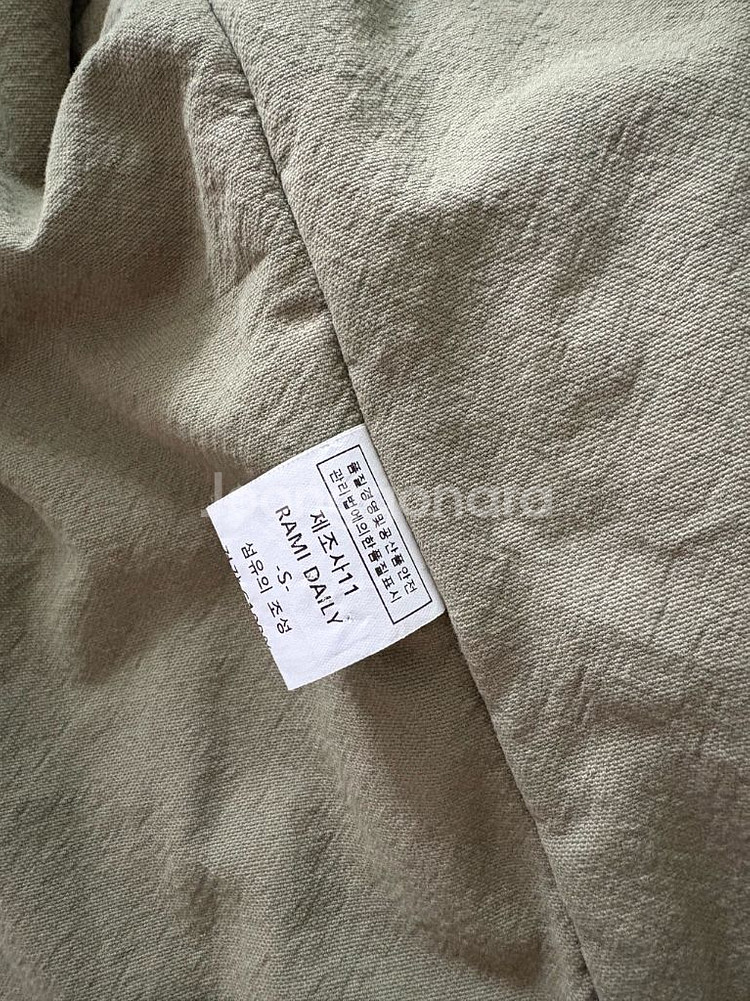 품질경영및공산품안전
관리법에의한품질표시
제조사11
RAMI DAILY
-S-
섬유의 조성